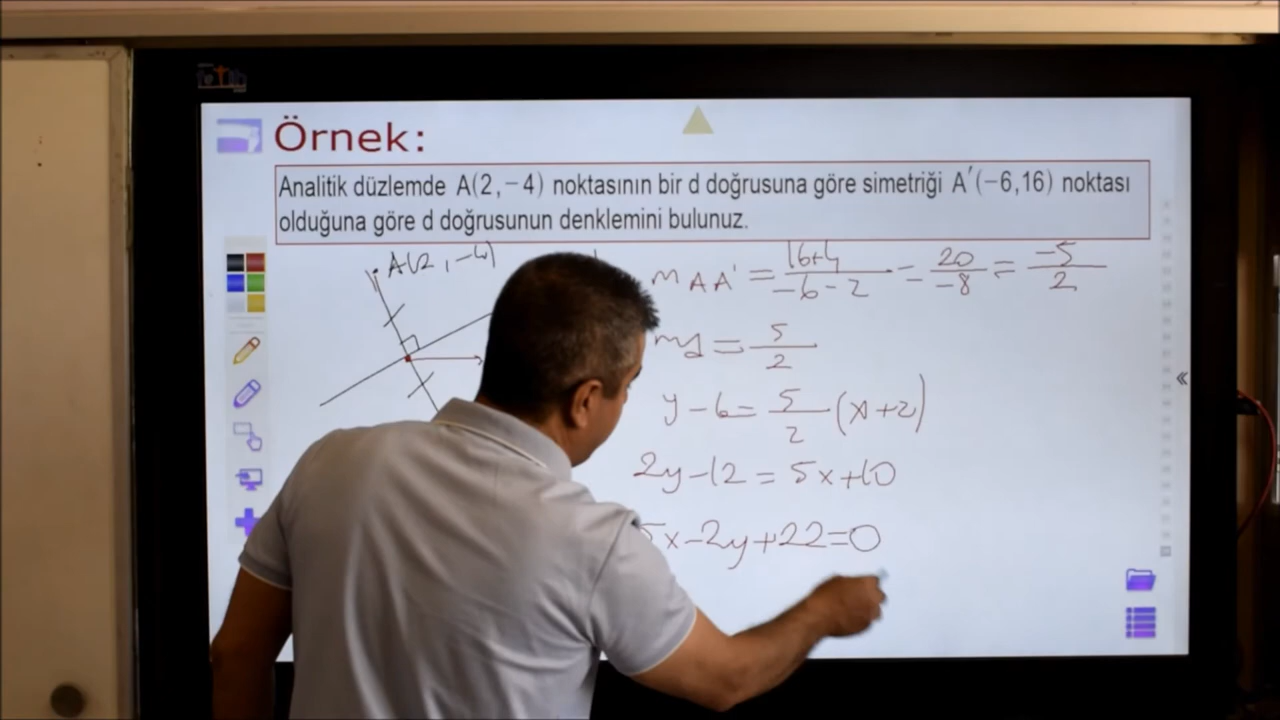 fatih
Örnek:
Analitik düzlemde A(2,-4) noktasının bir d doğrusuna göre simetriği A′(-6,16) noktası
olduğuna göre d doğrusunun denklemini bulunuz.
A(2,-4)
m AA' = 16+4/-6-2 = 20/-8 = -5/2
md = 5/2
y-6 = 5/2 (x+2)
2y-12 = 5x+10
5x-2y+22=0